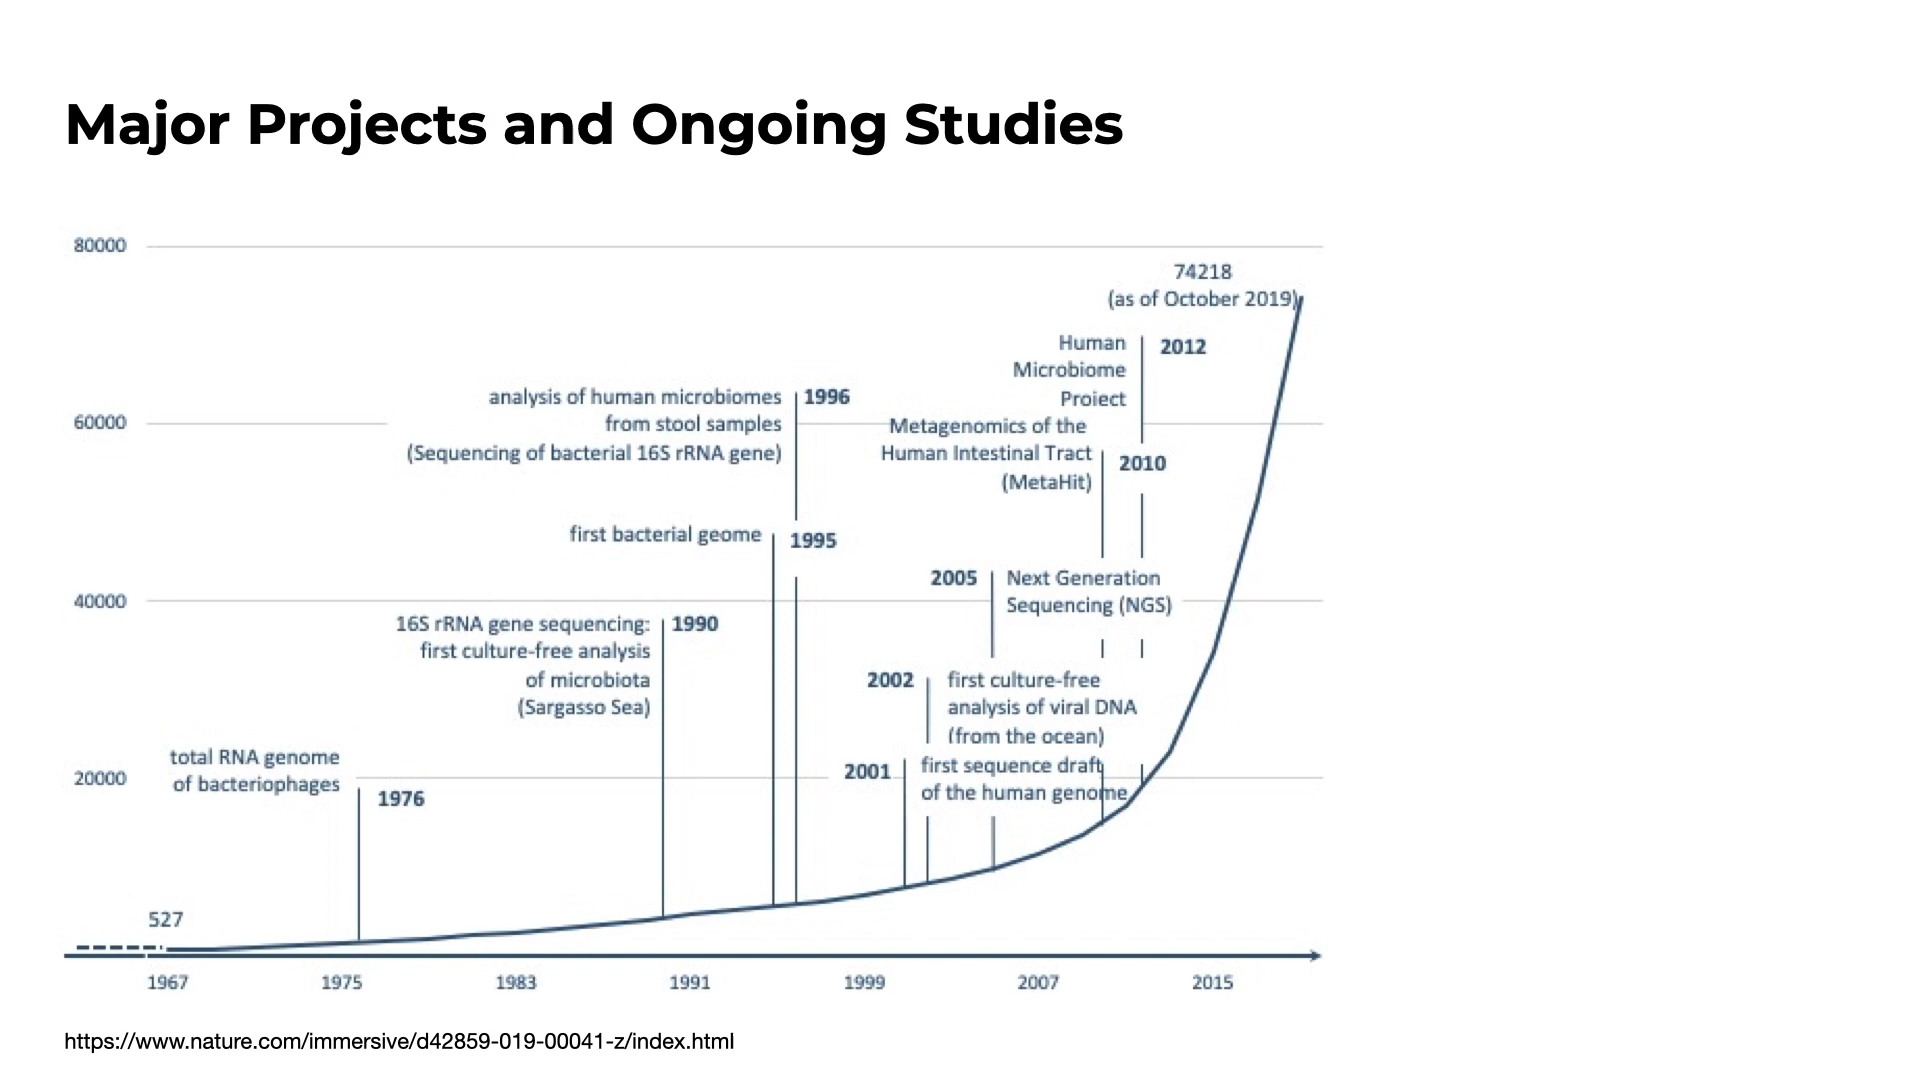 Major Projects and Ongoing Studies
80000
74218
(as of October 2019)
Human
Microbiome
Proiect
2012
analysis of human microbiomes
from stool samples
(Sequencing of bacterial 16S rRNA gene)
1996
60000
Metagenomics of the
Human Intestinal Tract
(MetaHit)
2010
first bacterial geome
1995
2005
Next Generation
Sequencing (NGS)
40000
16S rRNA gene sequencing:
first culture-free analysis
of microbiota
(Sargasso Sea)
1990
2002
first culture-free
analysis of viral DNA
(from the ocean)
total RNA genome
of bacteriophages
1976
2001
first sequence draft
of the human genome
20000
527
1967 1975 1983 1991 1999 2007 2015
https://www.nature.com/immersive/d42859-019-00041-z/index.html